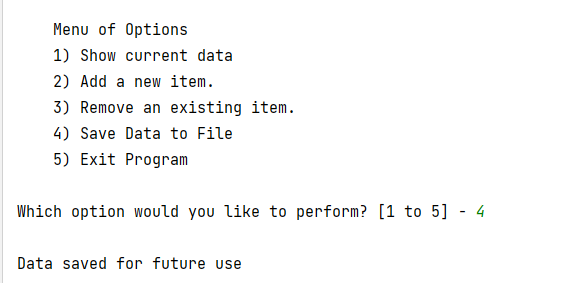 Menu of Options
1) Show current data
2) Add a new item.
3) Remove an existing item.
4) Save Data to File
5) Exit Program
Which option would you like to perform? [1 to 5] - 4
Data saved for future use